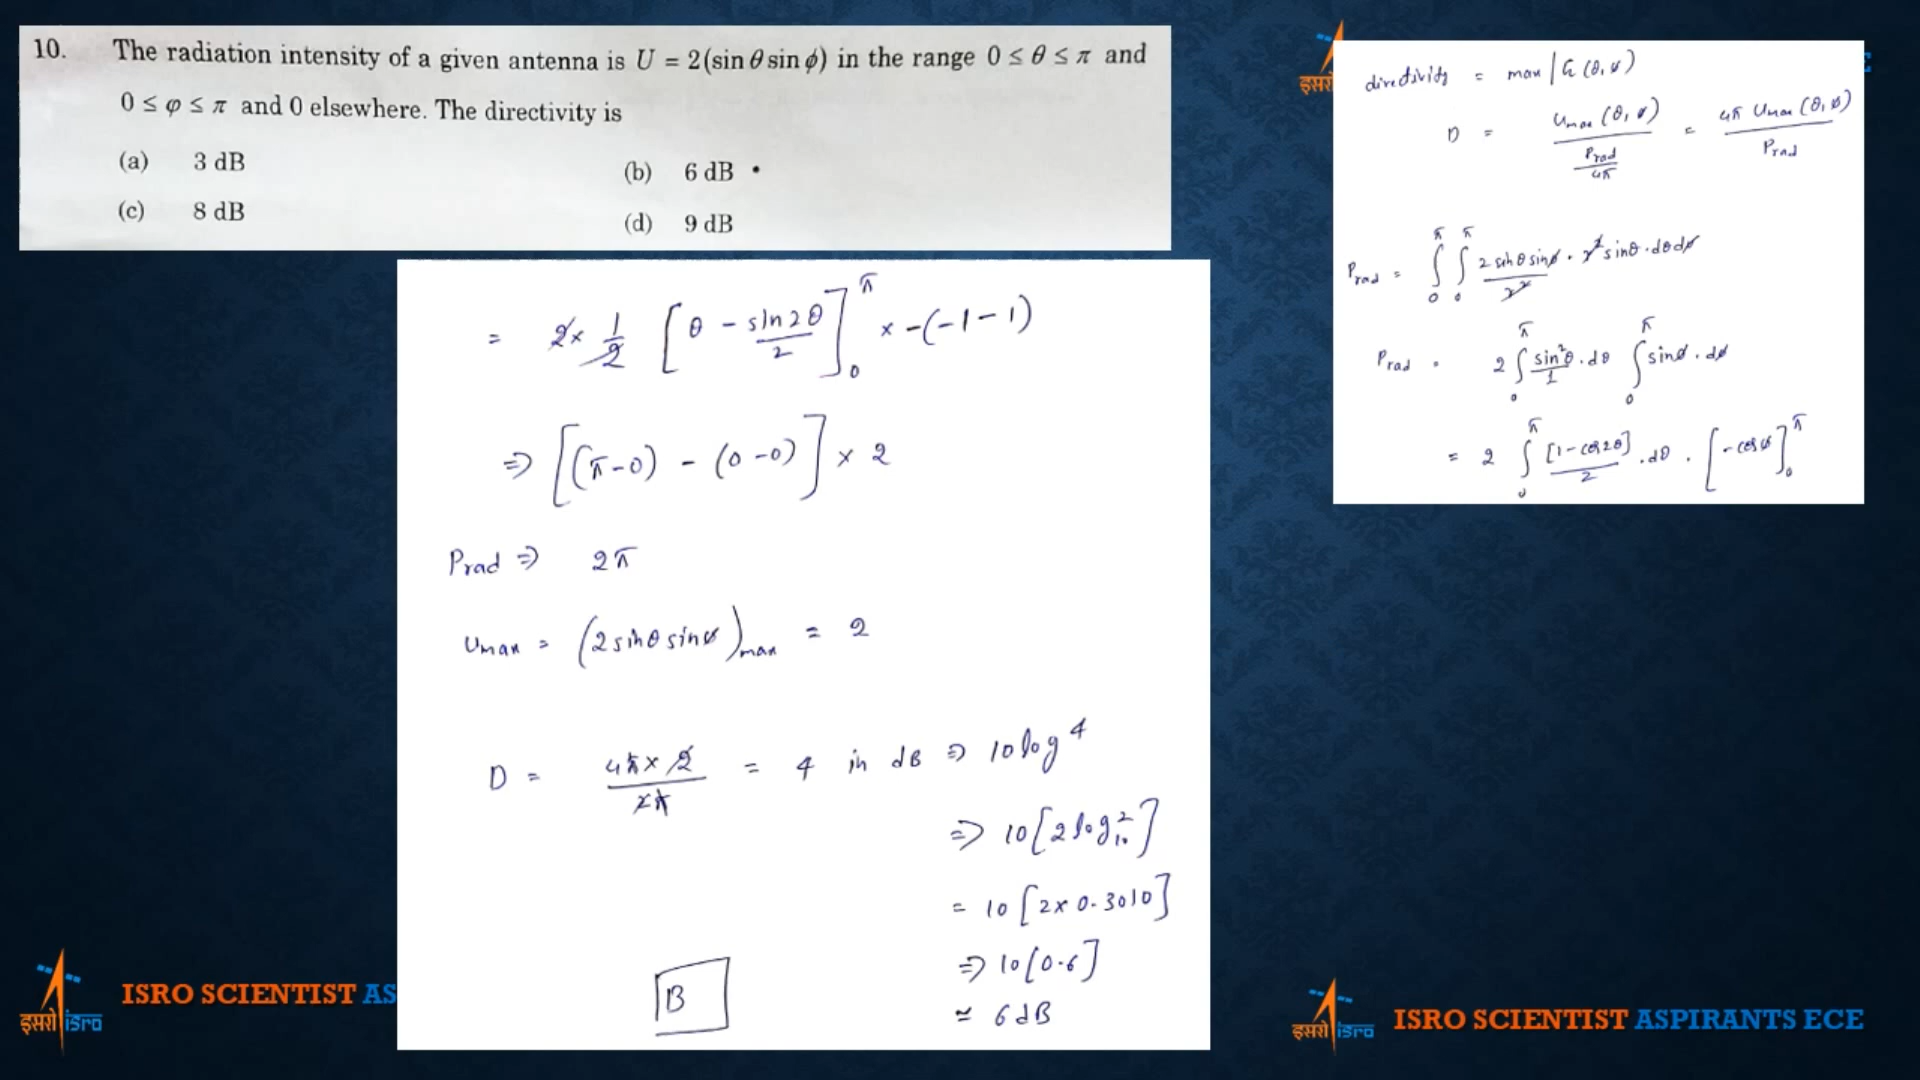 10. The radiation intensity of a given antenna is U = 2(sin θ sin ϕ) in the range 0 ≤ θ ≤ π and
0 ≤ φ ≤ π and 0 elsewhere. The directivity is
(a) 3 dB
(b) 6 dB
(c) 8 dB
(d) 9 dB
directivity = max |G (θ, ϕ)
D = Umax (θ, ϕ) / (Prad / 4π) = 4π Umax (θ, ϕ) / Prad
Prad = ∫₀^π ∫₀^π (2 sinθ sinϕ / r²) · r² sinθ · dθ dϕ
Prad = 2 ∫₀^π (sin²θ / 1) · dθ ∫₀^π sinϕ . dϕ
= 2 ∫₀^π ([1 - cos2θ] / 2) . dθ . [-cosϕ]₀^π
= 2 × 1/2 [θ - sin2θ/2]₀^π × -(-1-1)
⇒ [(π-0) - (0-0)] × 2
Prad ⇒ 2π
Umax = (2 sinθ sinϕ)max = 2
D = (4π × 2) / 2π = 4 in dB ⇒ 10 log 4
⇒ 10 [2 log₁₀ 2]
= 10 [2 × 0.3010]
⇒ 10 [0.6]
≃ 6 dB
B
इसरो isro
ISRO SCIENTIST AS
इसरो isro
ISRO SCIENTIST ASPIRANTS ECE